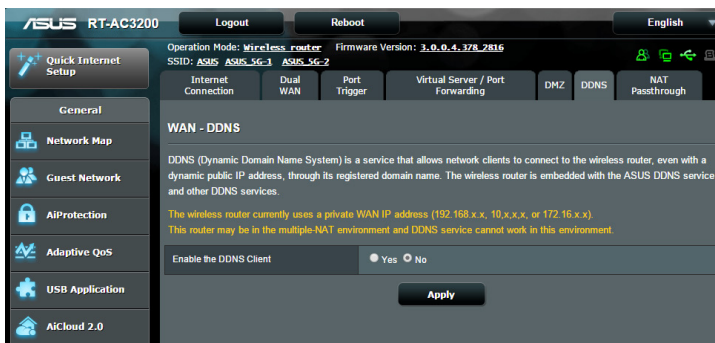 ASUS RT-AC3200 Logout Reboot English
Operation Mode: Wireless router Firmware Version: 3.0.0.4.378_2816
SSID: ASUS ASUS_5G-1 ASUS_5G-2
Quick Internet
Setup
Internet
Connection
Dual
WAN
Port
Trigger
Virtual Server / Port
Forwarding
DMZ
DDNS
NAT
Passthrough
General
Network Map
Guest Network
AiProtection
Adaptive QoS
USB Application
AiCloud 2.0
WAN - DDNS
DDNS (Dynamic Domain Name System) is a service that allows network clients to connect to the wireless router, even with a
dynamic public IP address, through its registered domain name. The wireless router is embedded with the ASUS DDNS service
and other DDNS services.
The wireless router currently uses a private WAN IP address (192.168.x.x, 10,x,x,x, or 172.16.x.x).
This router may be in the multiple-NAT environment and DDNS service cannot work in this environment.
Enable the DDNS Client Yes No
Apply